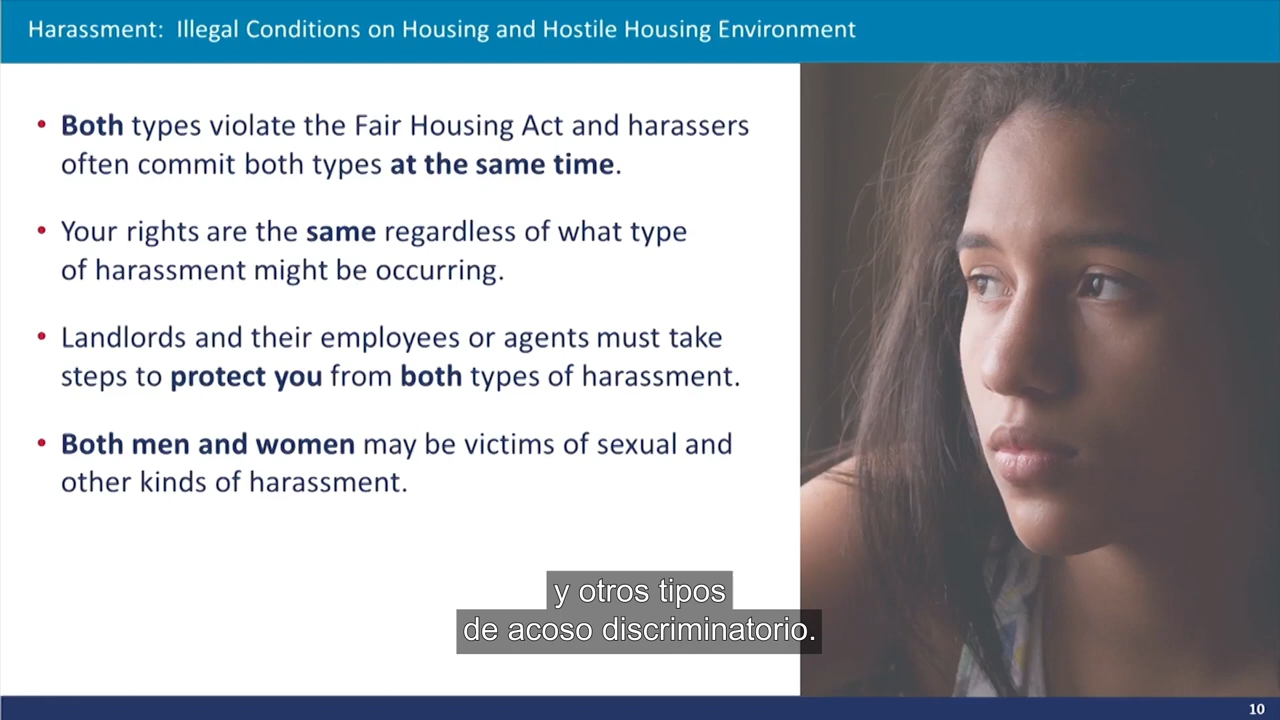 Harassment: Illegal Conditions on Housing and Hostile Housing Environment
• Both types violate the Fair Housing Act and harassers
often commit both types at the same time.
• Your rights are the same regardless of what type
of harassment might be occurring.
• Landlords and their employees or agents must take
steps to protect you from both types of harassment.
• Both men and women may be victims of sexual and
other kinds of harassment.
y otros tipos
de acoso discriminatorio.
10